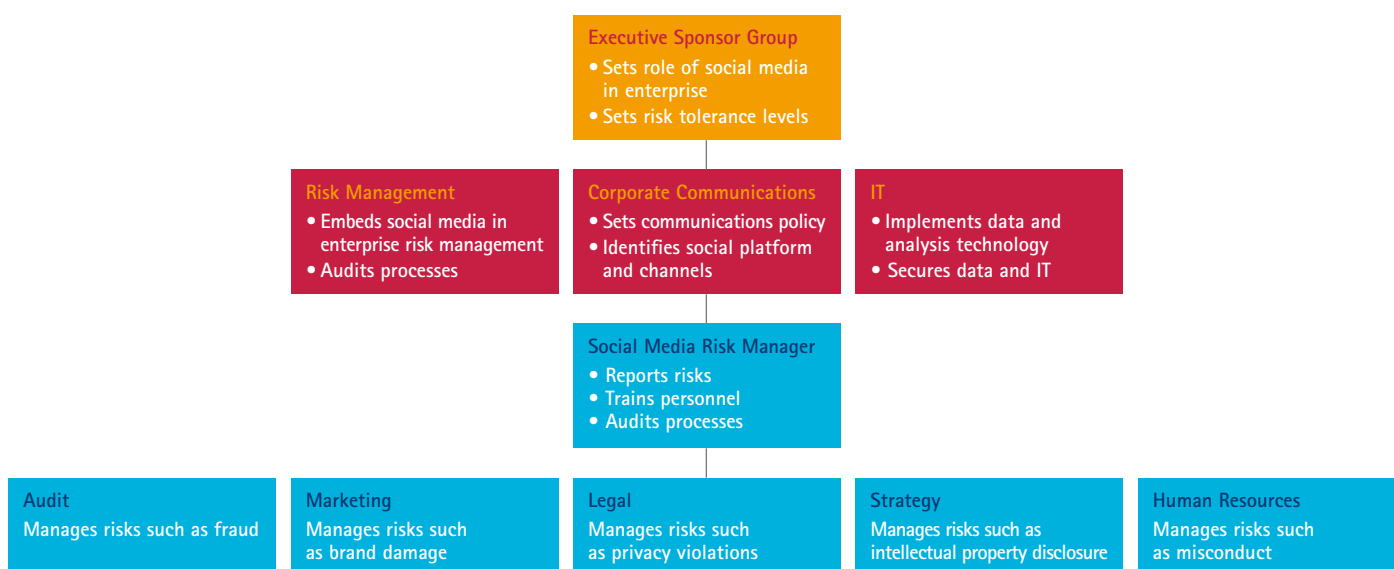 Executive Sponsor Group
• Sets role of social media
in enterprise
• Sets risk tolerance levels
Risk Management
• Embeds social media in
enterprise risk management
• Audits processes
Corporate Communications
• Sets communications policy
• Identifies social platform
and channels
IT
• Implements data and
analysis technology
• Secures data and IT
Social Media Risk Manager
• Reports risks
• Trains personnel
• Audits processes
Audit
Manages risks such as fraud
Marketing
Manages risks such
as brand damage
Legal
Manages risks such
as privacy violations
Strategy
Manages risks such as
intellectual property disclosure
Human Resources
Manages risks such
as misconduct